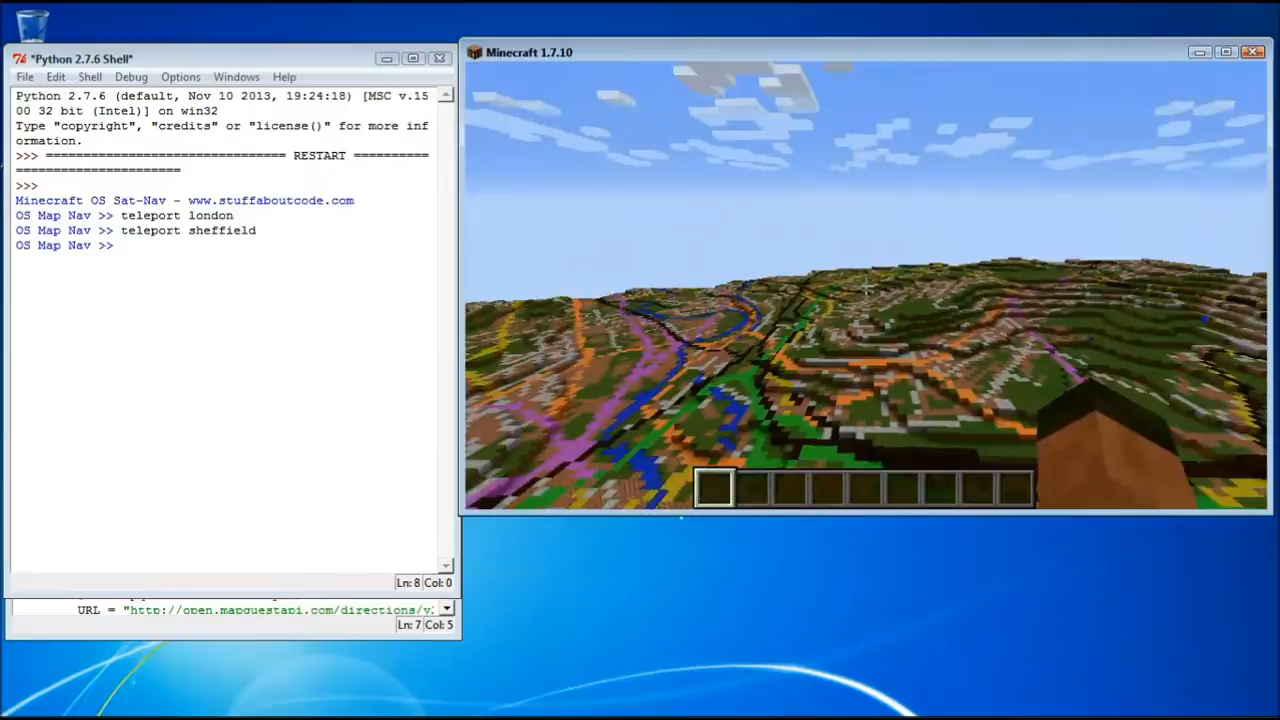 *Python 2.7.6 Shell*
File Edit Shell Debug Options Windows Help
Python 2.7.6 (default, Nov 10 2013, 19:24:18) [MSC v.15
00 32 bit (Intel)] on win32
Type "copyright", "credits" or "license()" for more inf
ormation.
>>> ================================ RESTART ==========
======================
>>>
Minecraft OS Sat-Nav - www.stuffaboutcode.com
OS Map Nav >> teleport london
OS Map Nav >> teleport sheffield
OS Map Nav >>
Ln: 8 Col: 0
URL = "http://open.mapquestapi.com/directions/v
Ln: 7 Col: 5
Minecraft 1.7.10